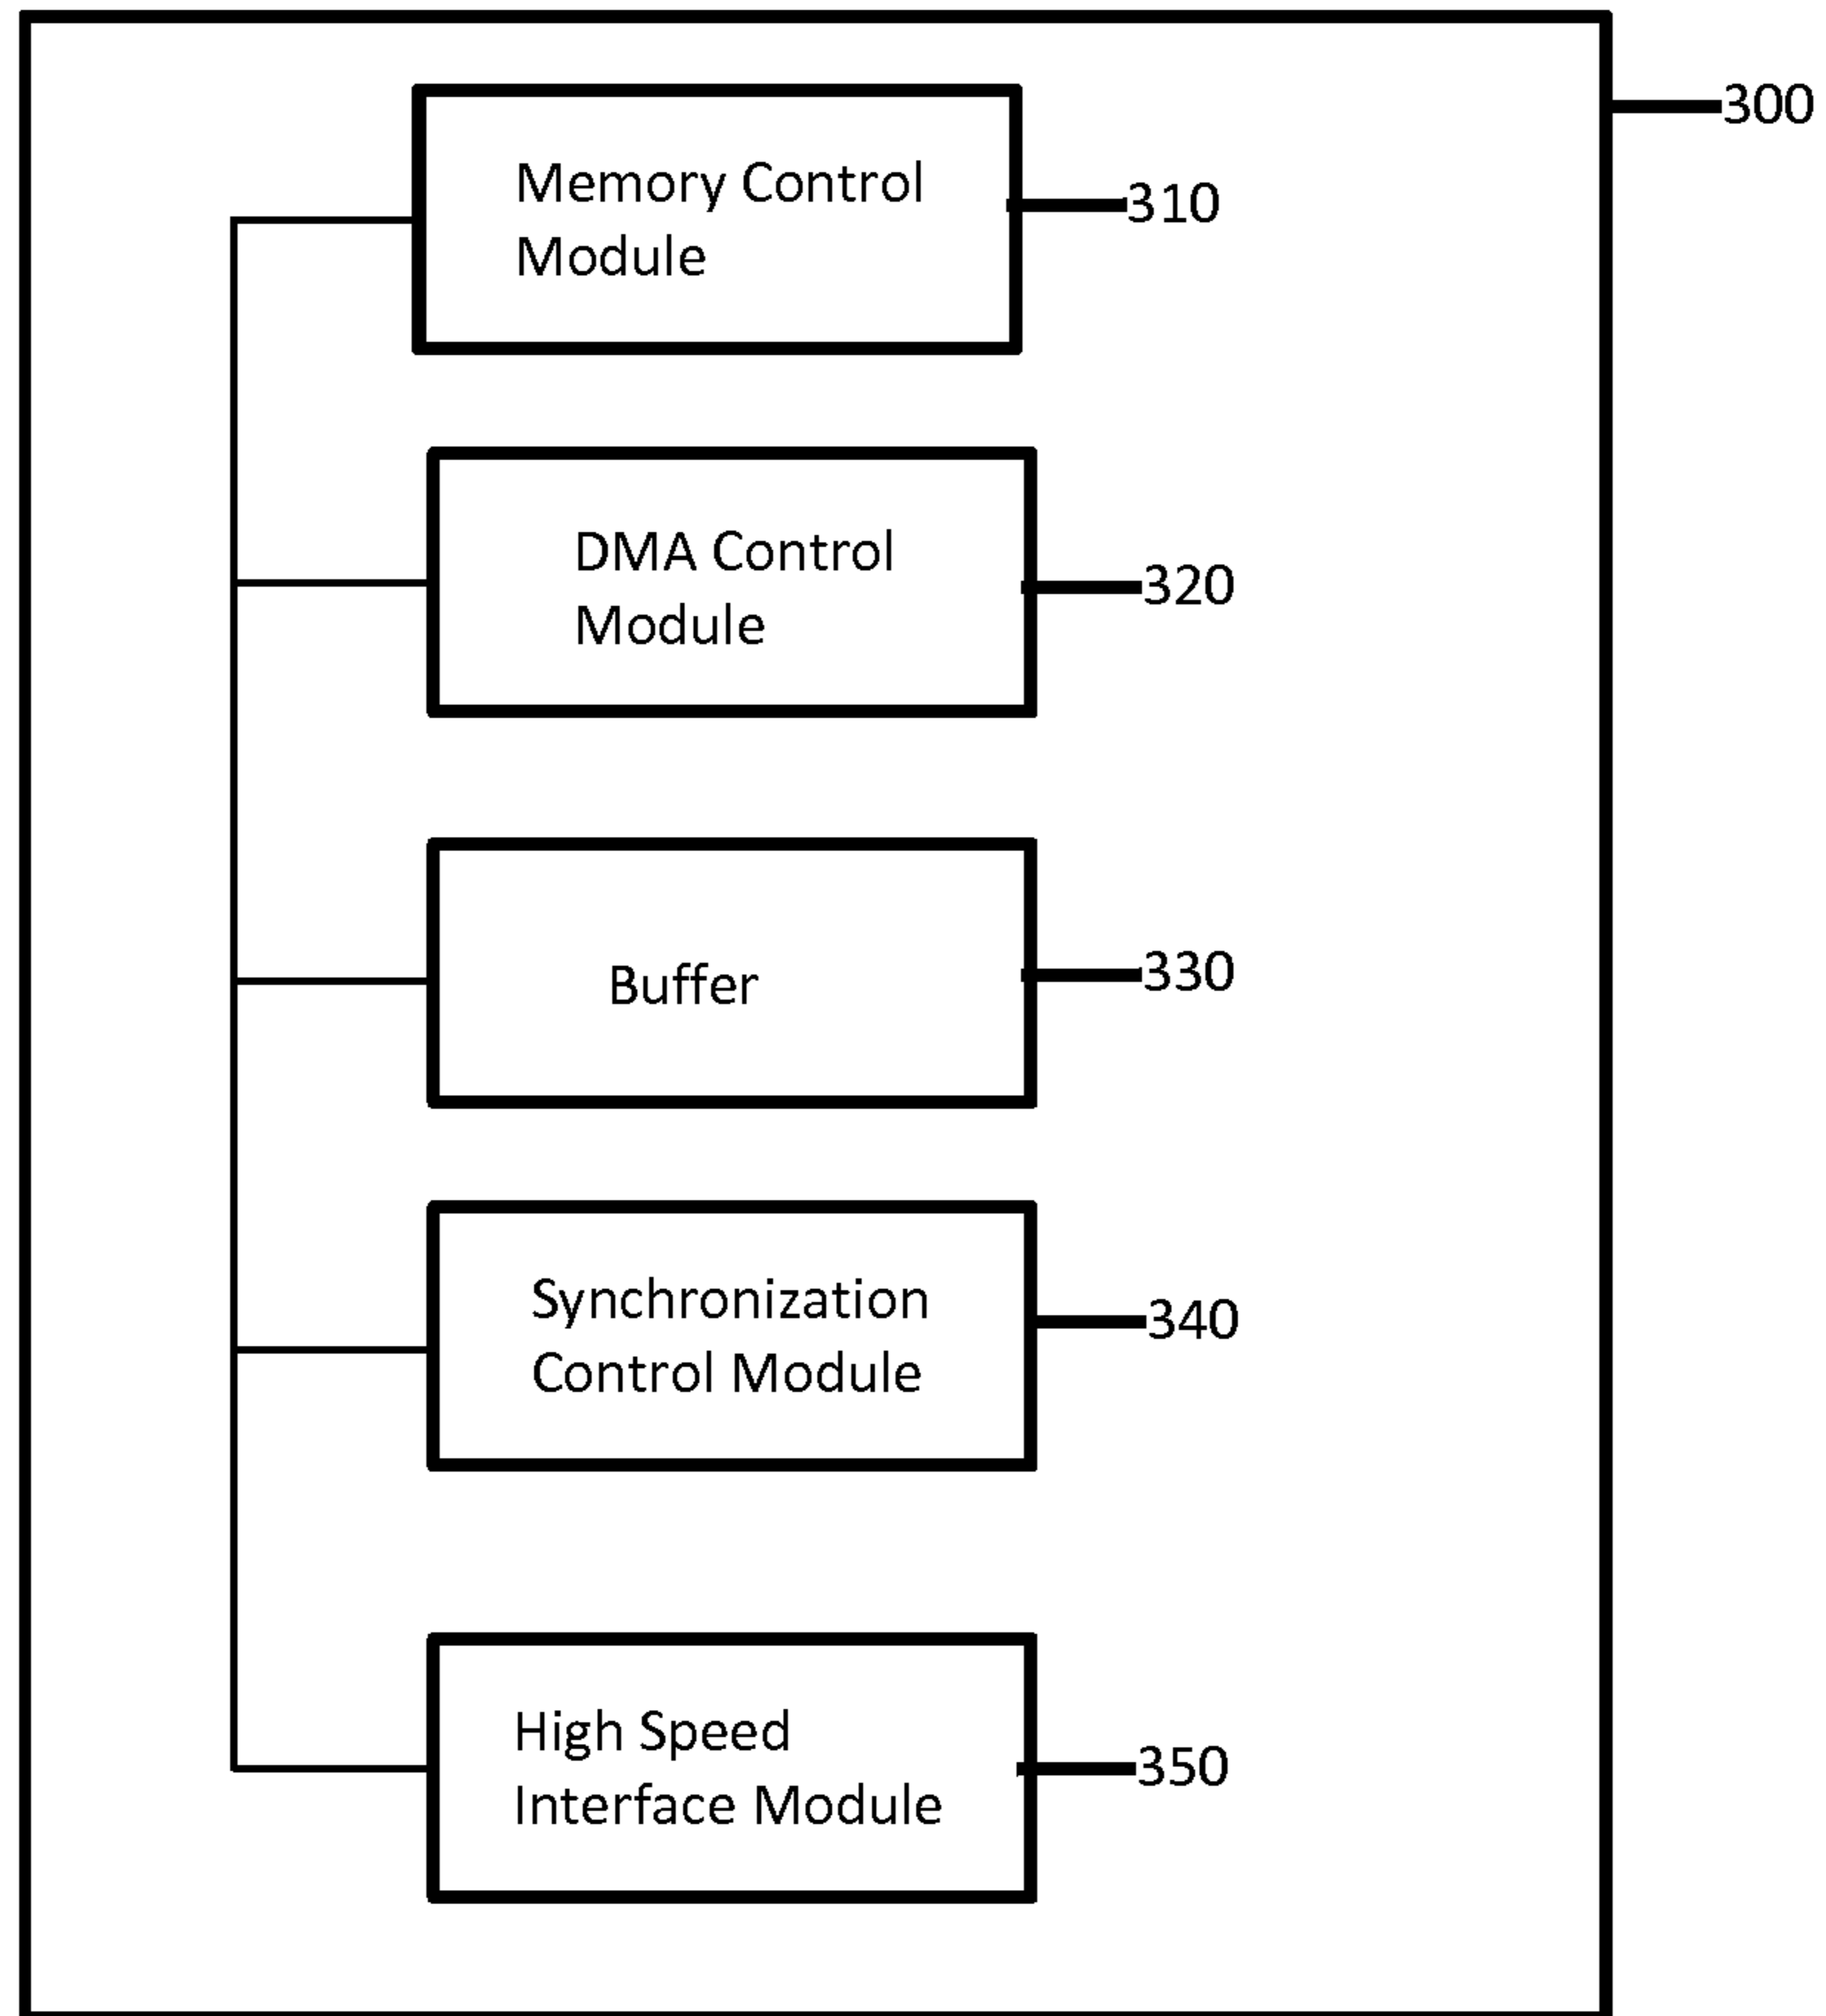 300
Memory Control
Module
310
DMA Control
Module
320
Buffer
330
Synchronization
Control Module
340
High Speed
Interface Module
350